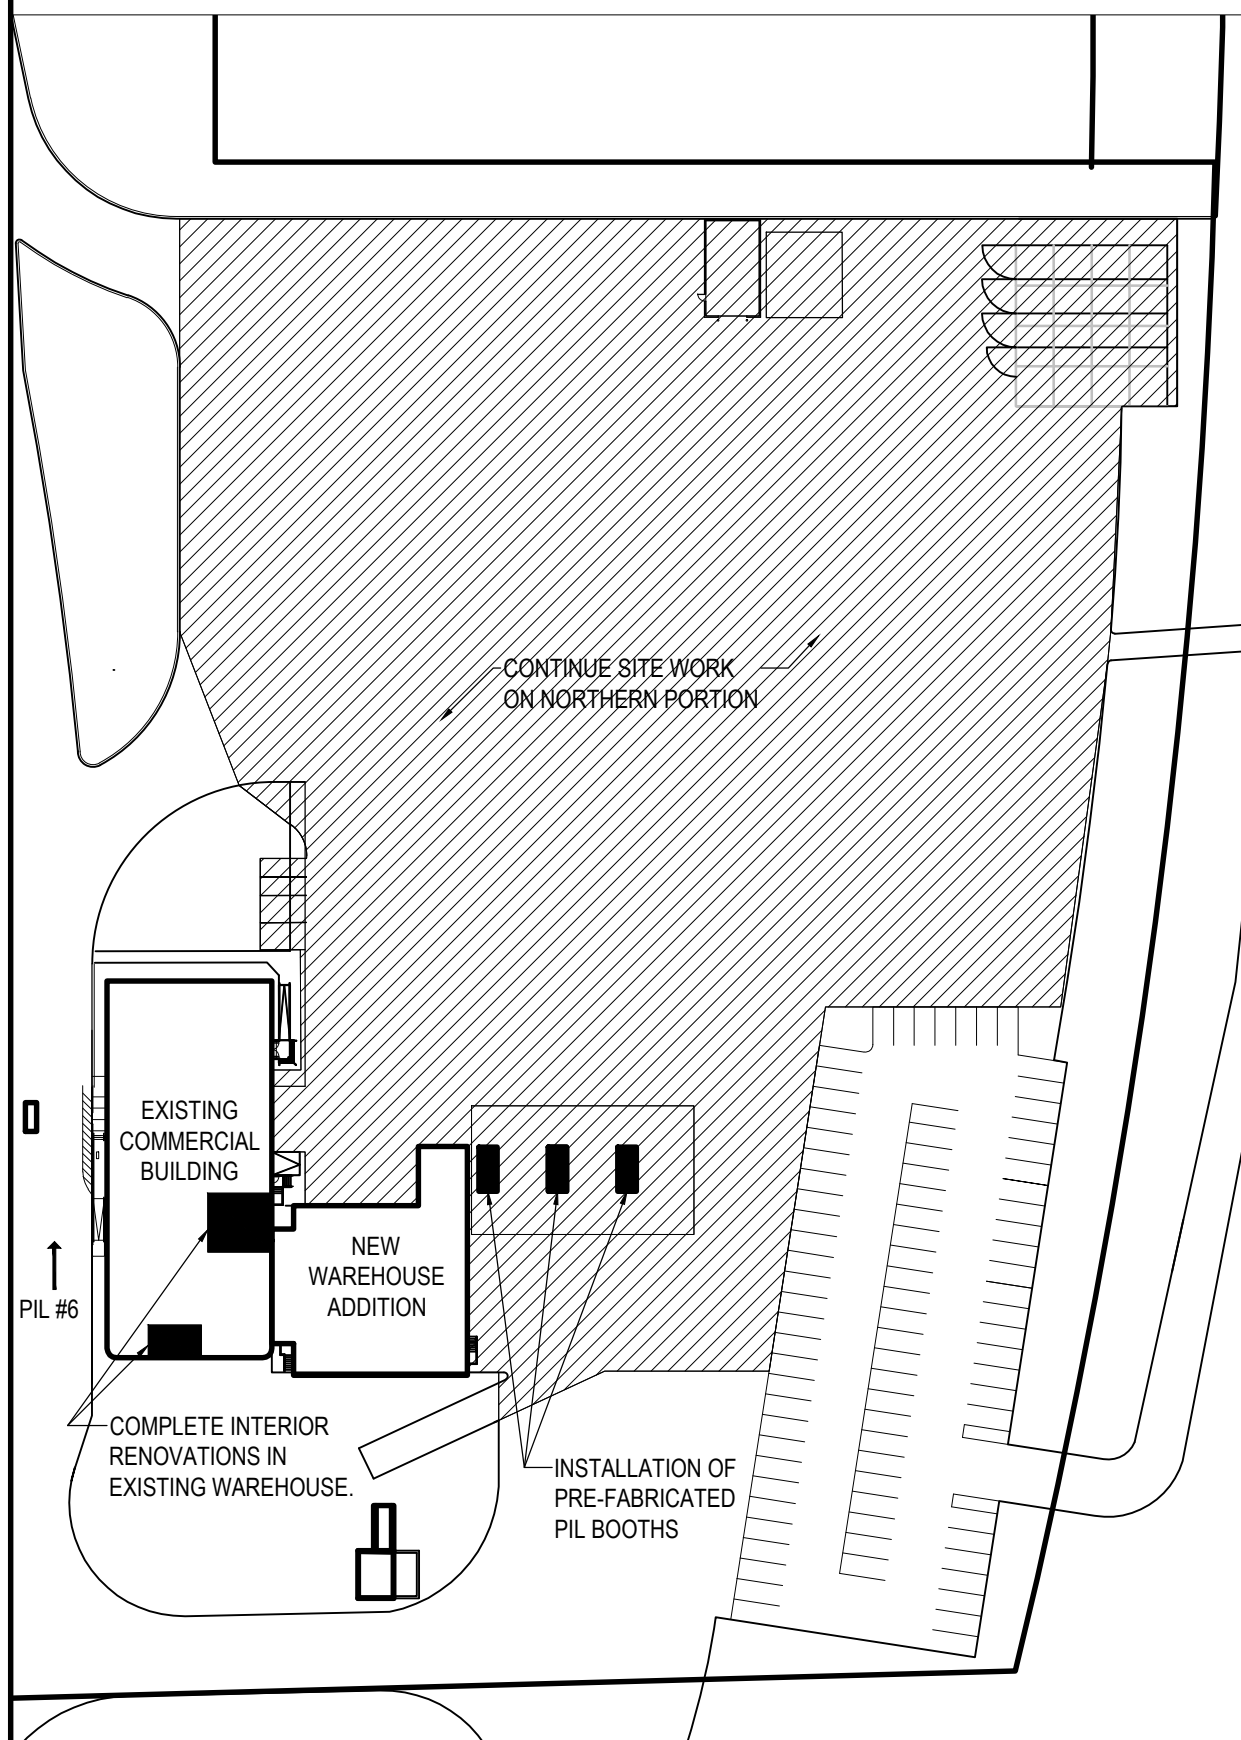 CONTINUE SITE WORK
ON NORTHERN PORTION
EXISTING
COMMERCIAL
BUILDING
NEW
WAREHOUSE
ADDITION
PIL #6
COMPLETE INTERIOR
RENOVATIONS IN
EXISTING WAREHOUSE.
INSTALLATION OF
PRE-FABRICATED
PIL BOOTHS